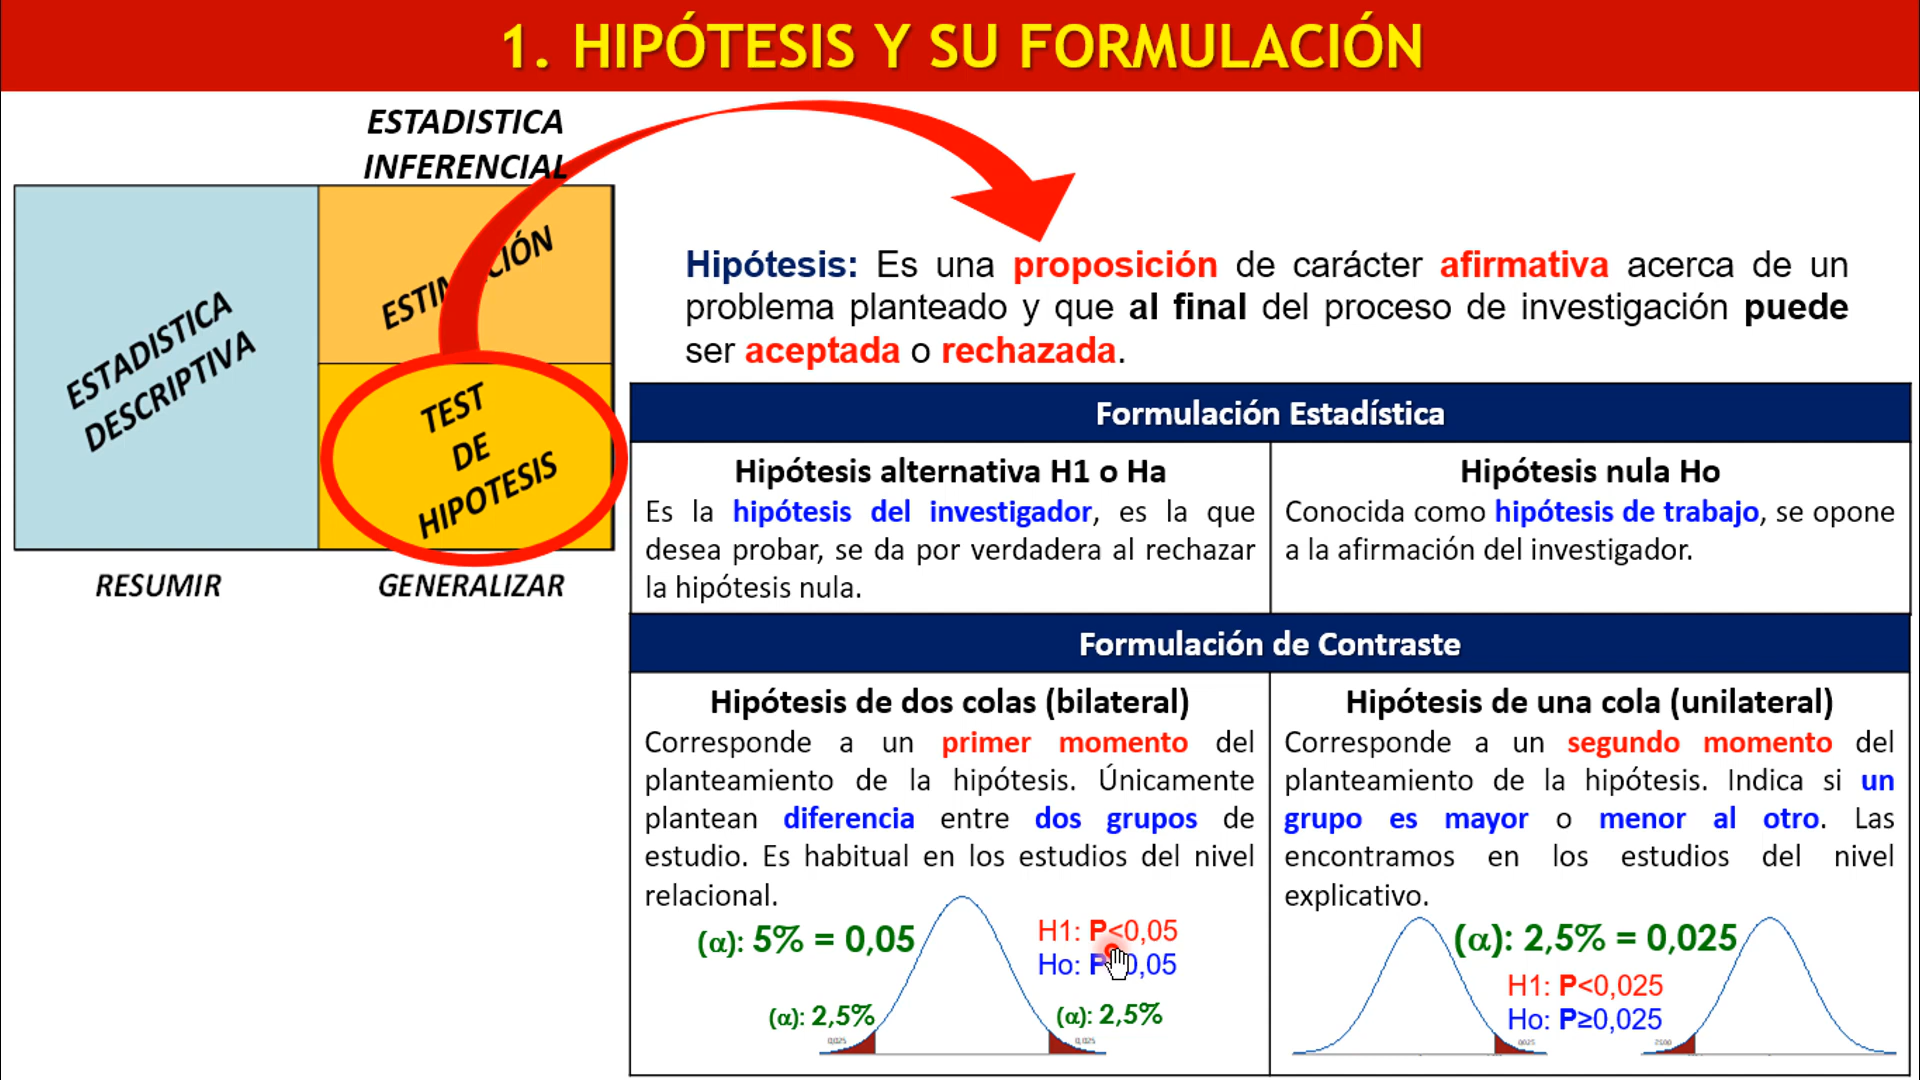 1. HIPÓTESIS Y SU FORMULACIÓN
ESTADISTICA
INFERENCIAL
ESTADISTICA
DESCRIPTIVA
TEST
DE
HIPOTESIS
RESUMIR
GENERALIZAR
Hipótesis: Es una proposición de carácter afirmativa acerca de un
problema planteado y que al final del proceso de investigación puede
ser aceptada o rechazada.
Formulación Estadística
Hipótesis alternativa H1 o Ha
Es la hipótesis del investigador, es la que
desea probar, se da por verdadera al rechazar
la hipótesis nula.
Hipótesis nula Ho
Conocida como hipótesis de trabajo, se opone
a la afirmación del investigador.
Formulación de Contraste
Hipótesis de dos colas (bilateral)
Corresponde a un primer momento del
planteamiento de la hipótesis. Únicamente
plantean diferencia entre dos grupos de
estudio. Es habitual en los estudios del nivel
relacional.
(α): 5% = 0,05
H1: P<0,05
Ho: P 0,05
(α): 2,5%
(α): 2,5%
0,025
0,025
Hipótesis de una cola (unilateral)
Corresponde a un segundo momento del
planteamiento de la hipótesis. Indica si un
grupo es mayor o menor al otro. Las
encontramos en los estudios del nivel
explicativo.
(α): 2,5% = 0,025
H1: P<0,025
Ho: P≥0,025